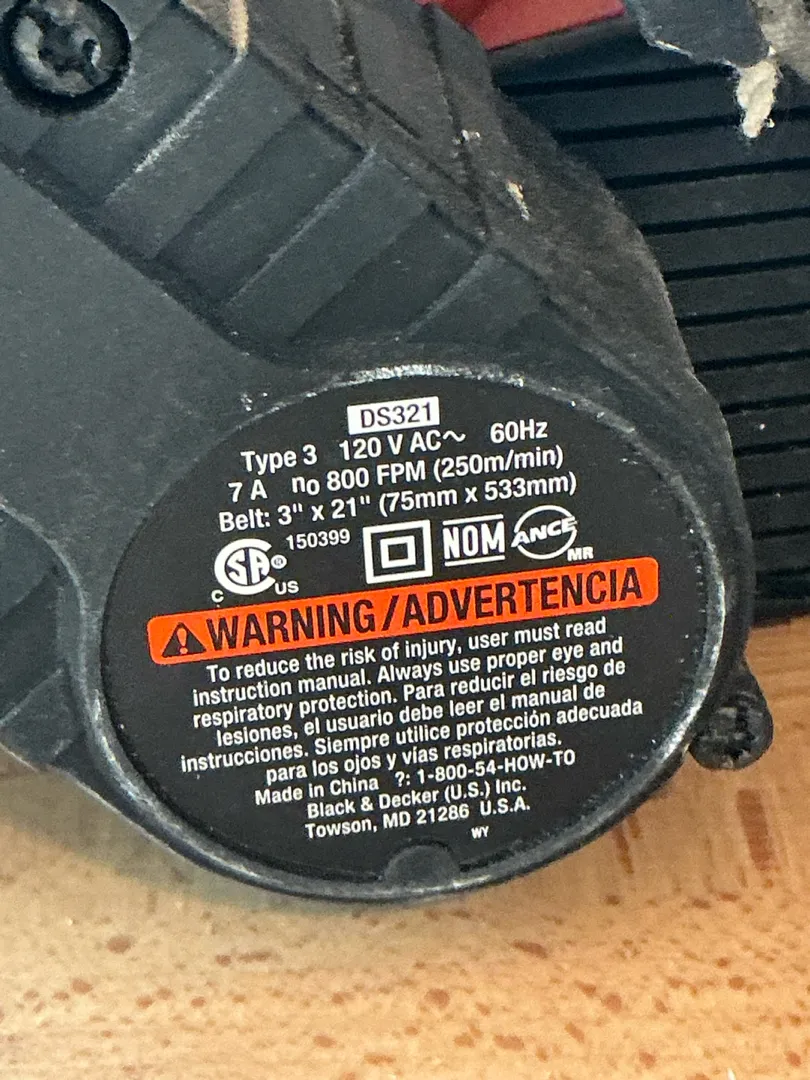 DS321
Type 3 120 V AC~ 60Hz
7 A no 800 FPM (250m/min)
Belt: 3" x 21" (75mm x 533mm)
C SA ® US 150399 NOM ANCE MR
WARNING/ADVERTENCIA
To reduce the risk of injury, user must read
instruction manual. Always use proper eye and
respiratory protection. Para reducir el riesgo de
lesiones, el usuario debe leer el manual de
instrucciones. Siempre utilice protección adecuada
para los ojos y vías respiratorias.
Made in China ?: 1-800-54-HOW-TO
Black & Decker (U.S.) Inc.
Towson, MD 21286 U.S.A.
WY